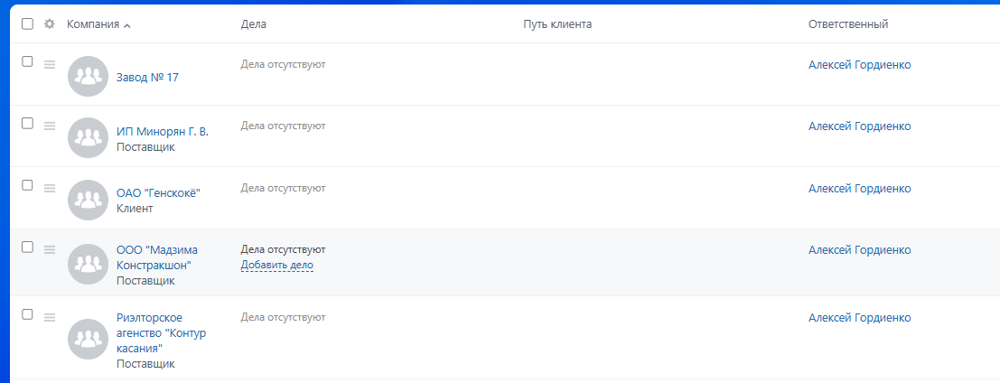 Компания Дела Путь клиента Ответственный
Завод № 17 Дела отсутствуют Алексей Гордиенко
ИП Минорян Г. В. Дела отсутствуют Алексей Гордиенко
Поставщик
ОАО "Генскокё" Дела отсутствуют Алексей Гордиенко
Клиент
ООО "Мадзима Дела отсутствуют Алексей Гордиенко
Констракшон" Добавить дело
Поставщик
Риэлторское Дела отсутствуют Алексей Гордиенко
агенство "Контур
касания"
Поставщик